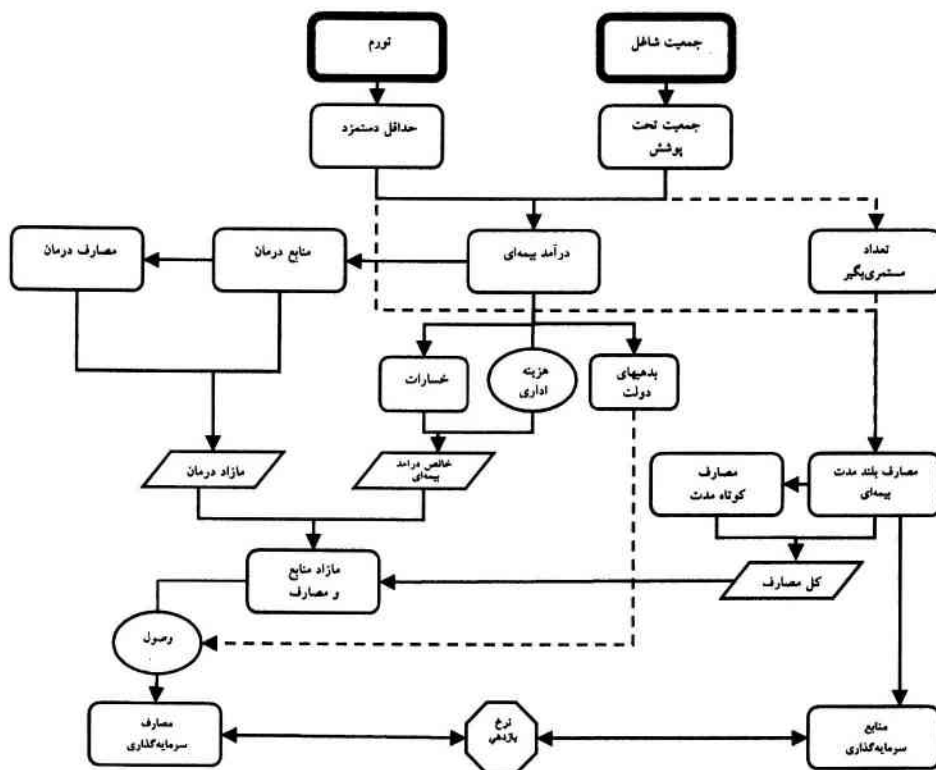 جمعیت شاغل
تورم
جمعیت تحت
پوشش
حداقل دستمزد
تعداد
مستمری‌بگیر
درآمد بیمه‌ای
منابع درمان
مصارف درمان
بدهیهای
دولت
هزینه
اداری
خسارات
مصارف بلند مدت
بیمه‌ای
مصارف
کوتاه مدت
خالص درامد
بیمه‌ای
مازاد درمان
کل مصارف
مازاد منابع
و مصارف
وصول
منابع
سرمایه‌گذاری
نرخ
بازدهی
مصارف
سرمایه‌گذاری